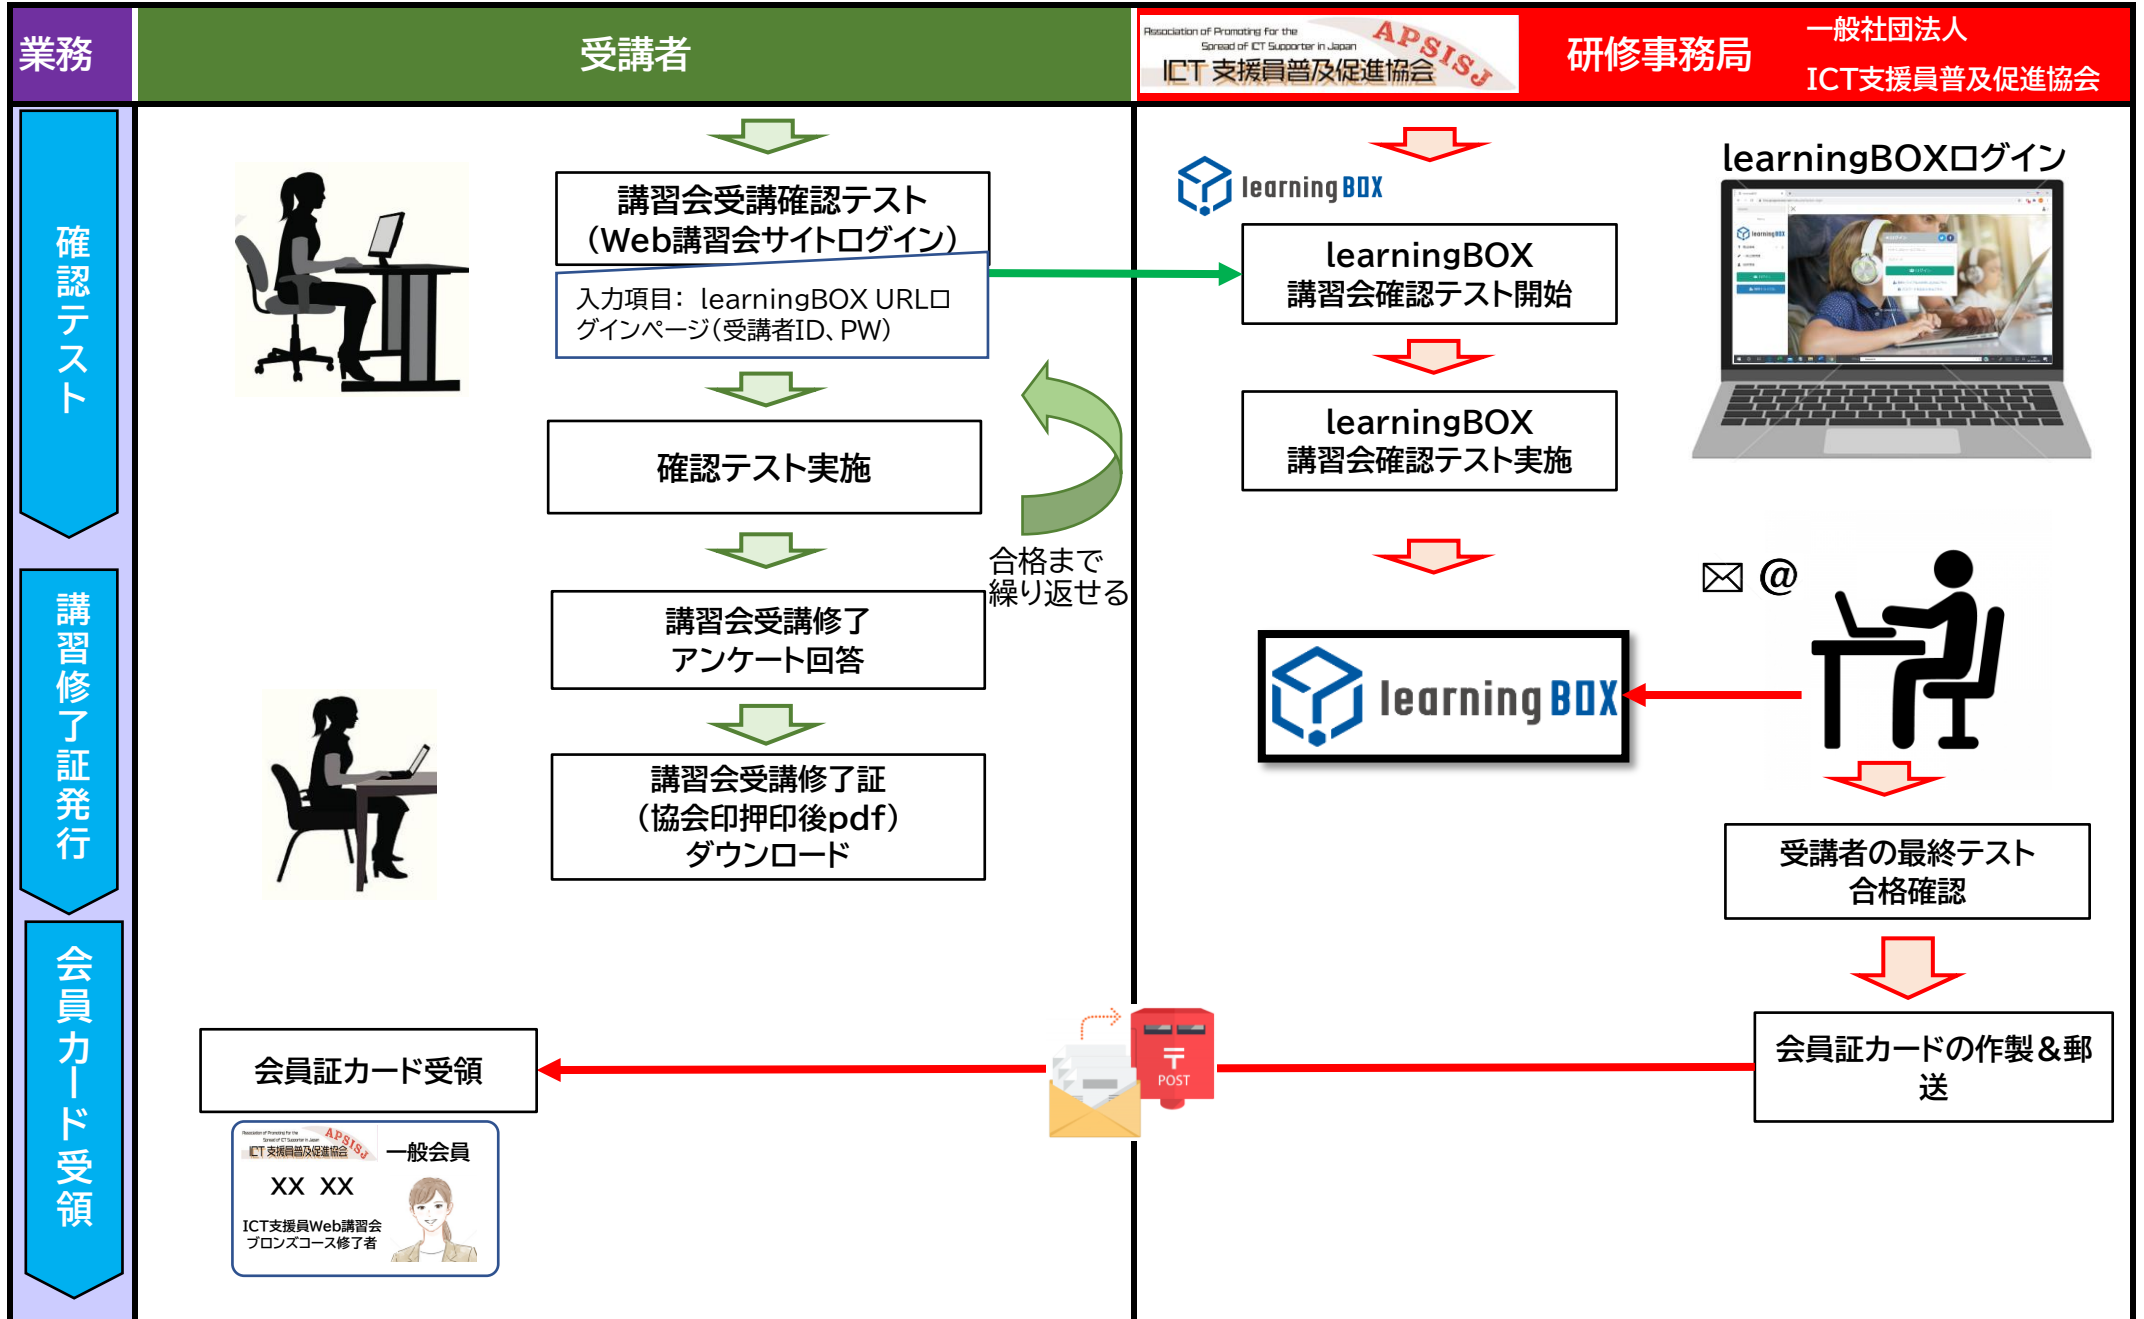 業務
受講者
Association of Promoting for the
Spread of ICT Supporter in Japan
APSISJ
ICT 支援員普及促進協会
研修事務局
一般社団法人
ICT支援員普及促進協会
確認テスト
講習会受講確認テスト
（Web講習会サイトログイン）
入力項目： learningBOX URLロ
グインページ（受講者ID、PW）
確認テスト実施
合格まで
繰り返せる
learningBOX
learningBOX
講習会確認テスト開始
learningBOX
講習会確認テスト実施
learningBOXログイン
learningBOX
講習修了証発行
講習会受講修了
アンケート回答
講習会受講修了証
（協会印押印後pdf）
ダウンロード
learningBOX
@
受講者の最終テスト
合格確認
会員カード受領
会員証カード受領
〒
POST
会員証カードの作製＆郵
送
Association of Promoting for the
Spread of ICT Supporter in Japan
APSISJ
ICT 支援員普及促進協会
一般会員
XX XX
ICT支援員Web講習会
ブロンズコース修了者